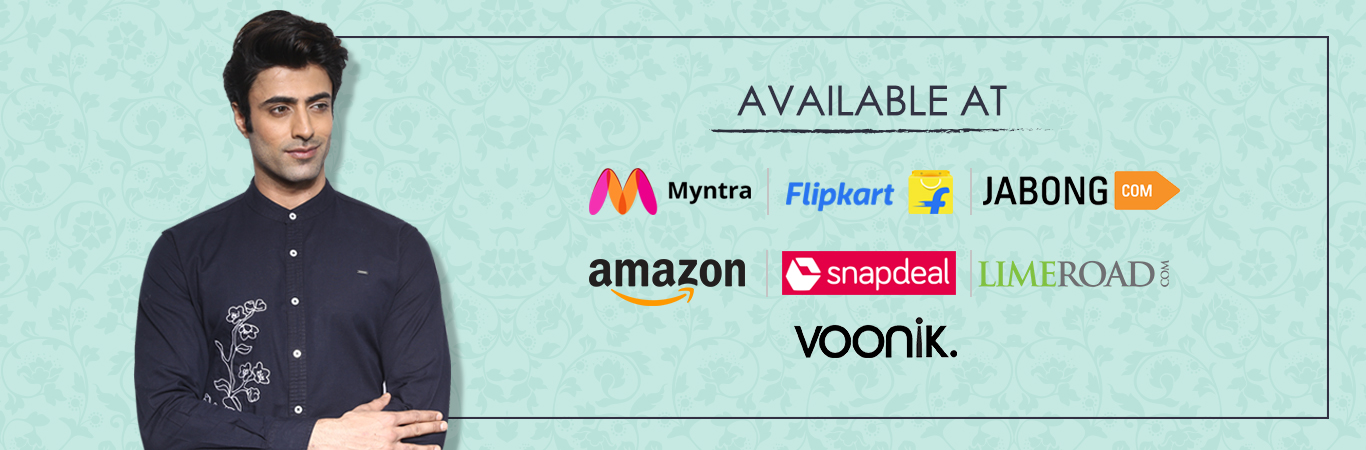 AVAILABLE AT
Myntra Flipkart JABONG COM
amazon snapdeal LIMEROAD COM
VOONIK.